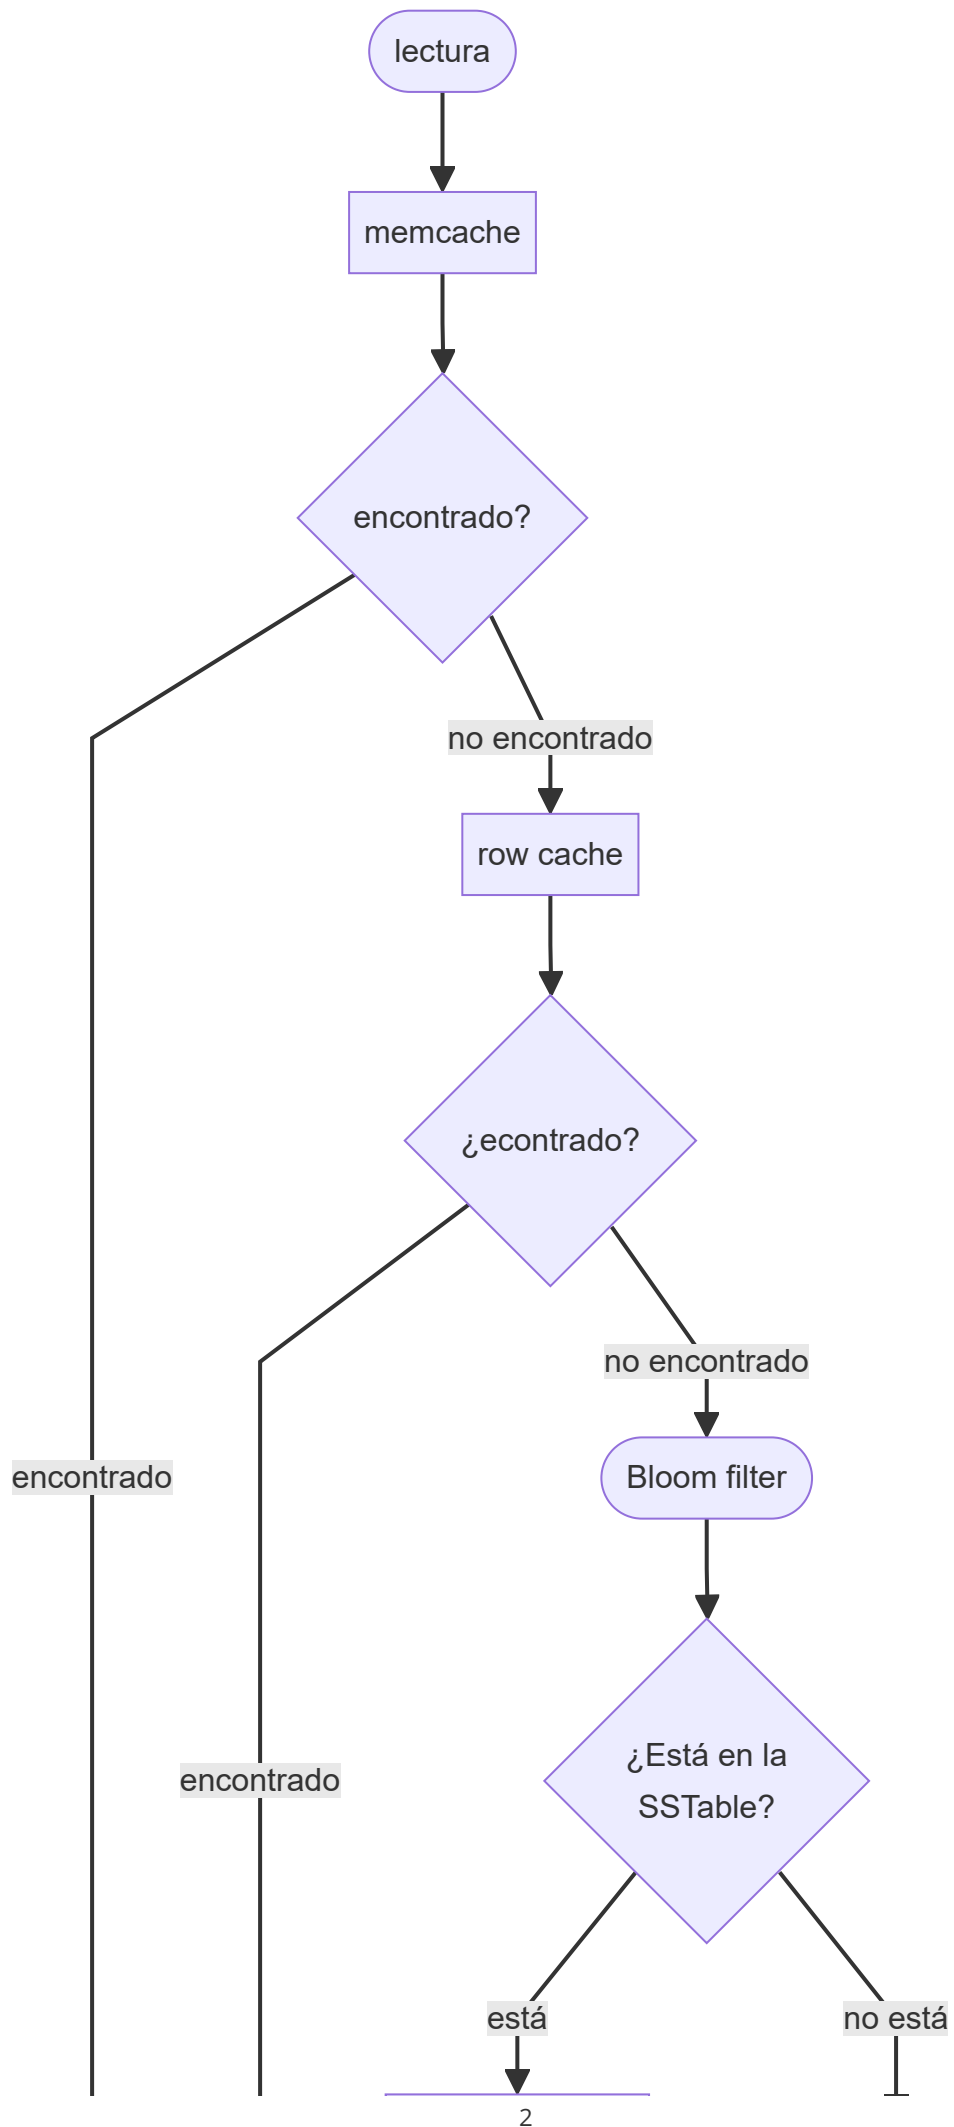 lectura
memcache
encontrado?
no encontrado
row cache
¿econtrado?
no encontrado
encontrado
Bloom filter
¿Está en la
SSTable?
encontrado
está
no está
2